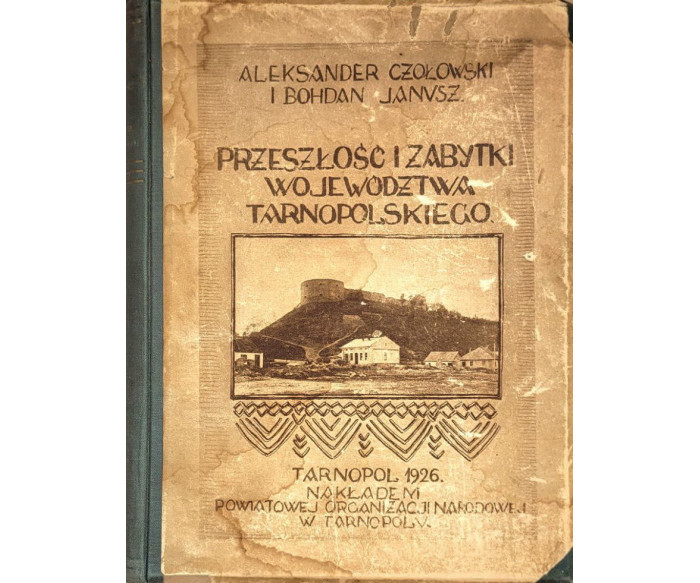 ALEKSANDER CZOŁOWSKI
I BOHDAN JANVSZ.
PRZESZŁOŚĆ I ZABYTKI
WOJEWÓDZTWA
TARNOPOLSKIEGO.
TARNOPOL 1926.
NAKŁADEM
POWIATOWEJ ORGANIZACJI NARODOWEJ
W TARNOPOLV.